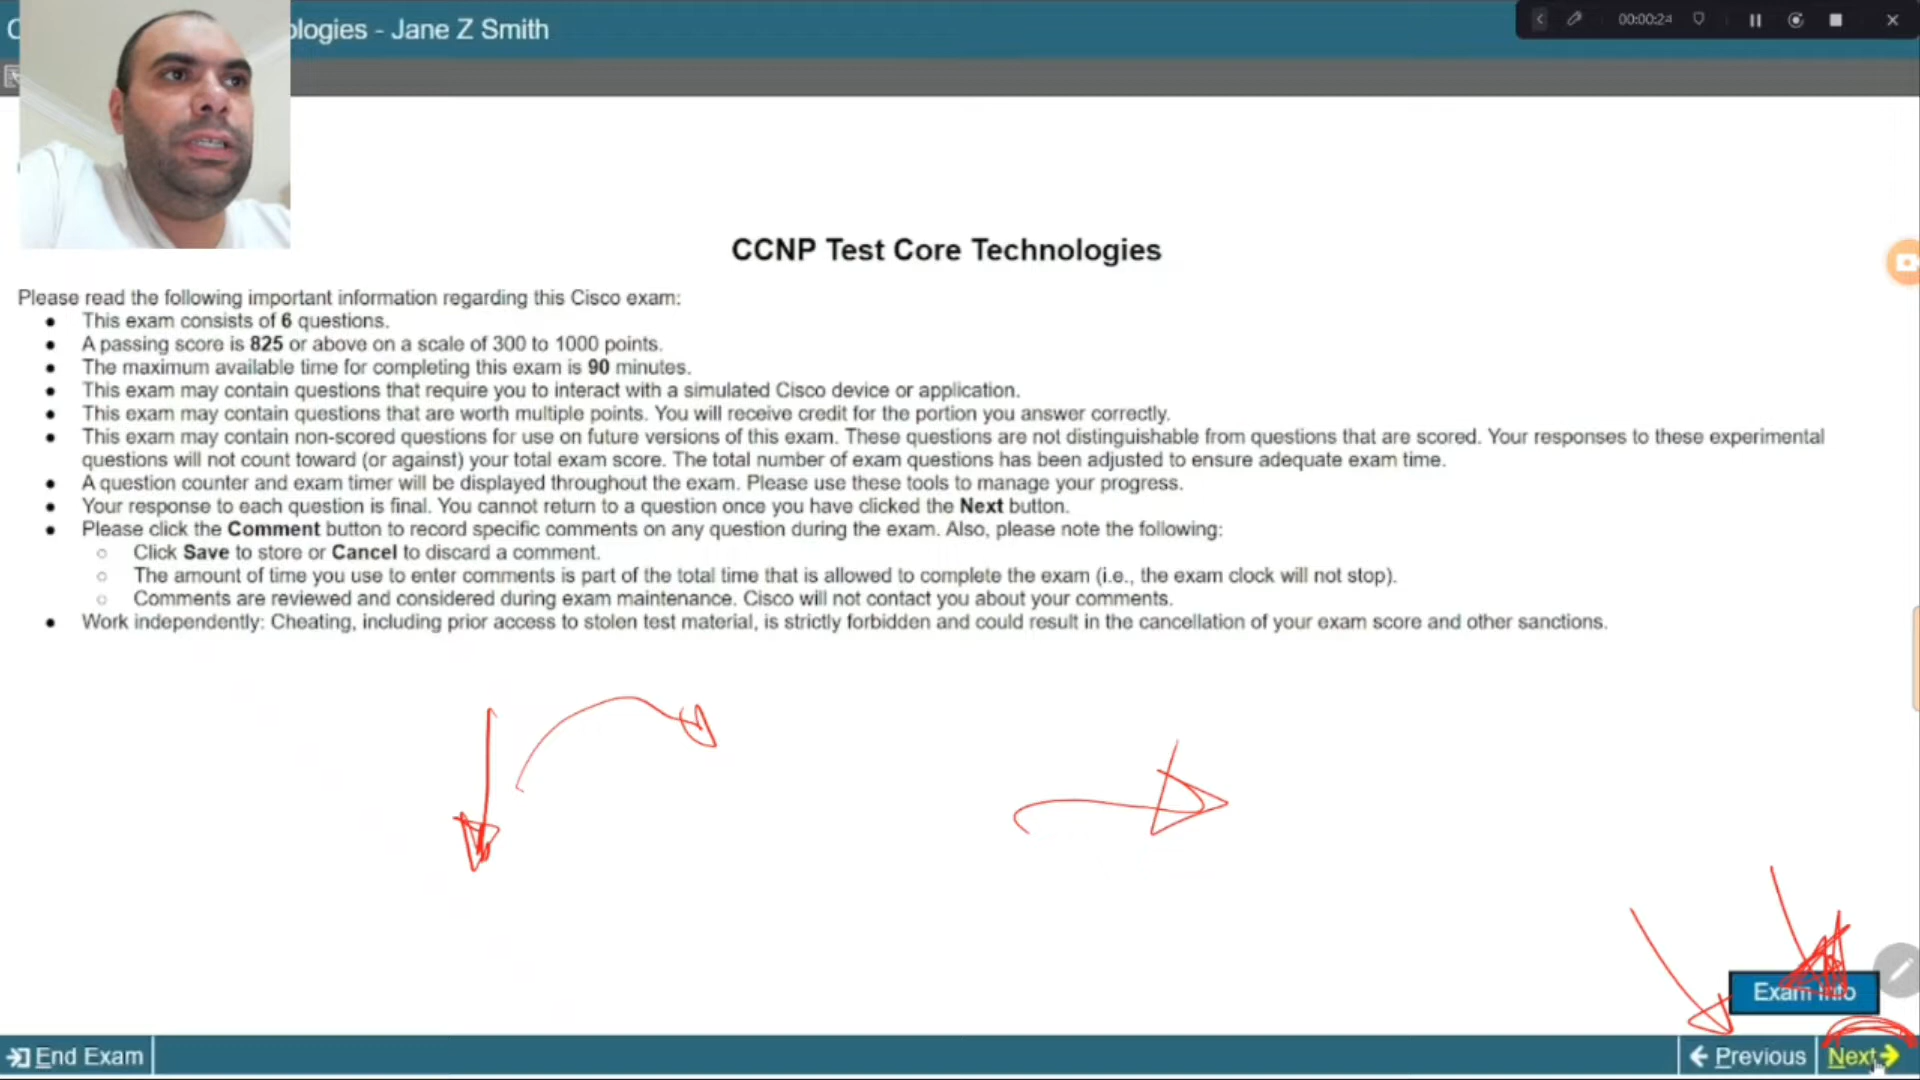 ologies - Jane Z Smith
00:00:24
CCNP Test Core Technologies
Please read the following important information regarding this Cisco exam:
• This exam consists of 6 questions.
• A passing score is 825 or above on a scale of 300 to 1000 points.
• The maximum available time for completing this exam is 90 minutes.
• This exam may contain questions that require you to interact with a simulated Cisco device or application.
• This exam may contain questions that are worth multiple points. You will receive credit for the portion you answer correctly.
• This exam may contain non-scored questions for use on future versions of this exam. These questions are not distinguishable from questions that are scored. Your responses to these experimental
questions will not count toward (or against) your total exam score. The total number of exam questions has been adjusted to ensure adequate exam time.
• A question counter and exam timer will be displayed throughout the exam. Please use these tools to manage your progress.
• Your response to each question is final. You cannot return to a question once you have clicked the Next button.
• Please click the Comment button to record specific comments on any question during the exam. Also, please note the following:
○ Click Save to store or Cancel to discard a comment.
○ The amount of time you use to enter comments is part of the total time that is allowed to complete the exam (i.e., the exam clock will not stop).
○ Comments are reviewed and considered during exam maintenance. Cisco will not contact you about your comments.
• Work independently: Cheating, including prior access to stolen test material, is strictly forbidden and could result in the cancellation of your exam score and other sanctions.
Exam Info
End Exam
Previous
Next